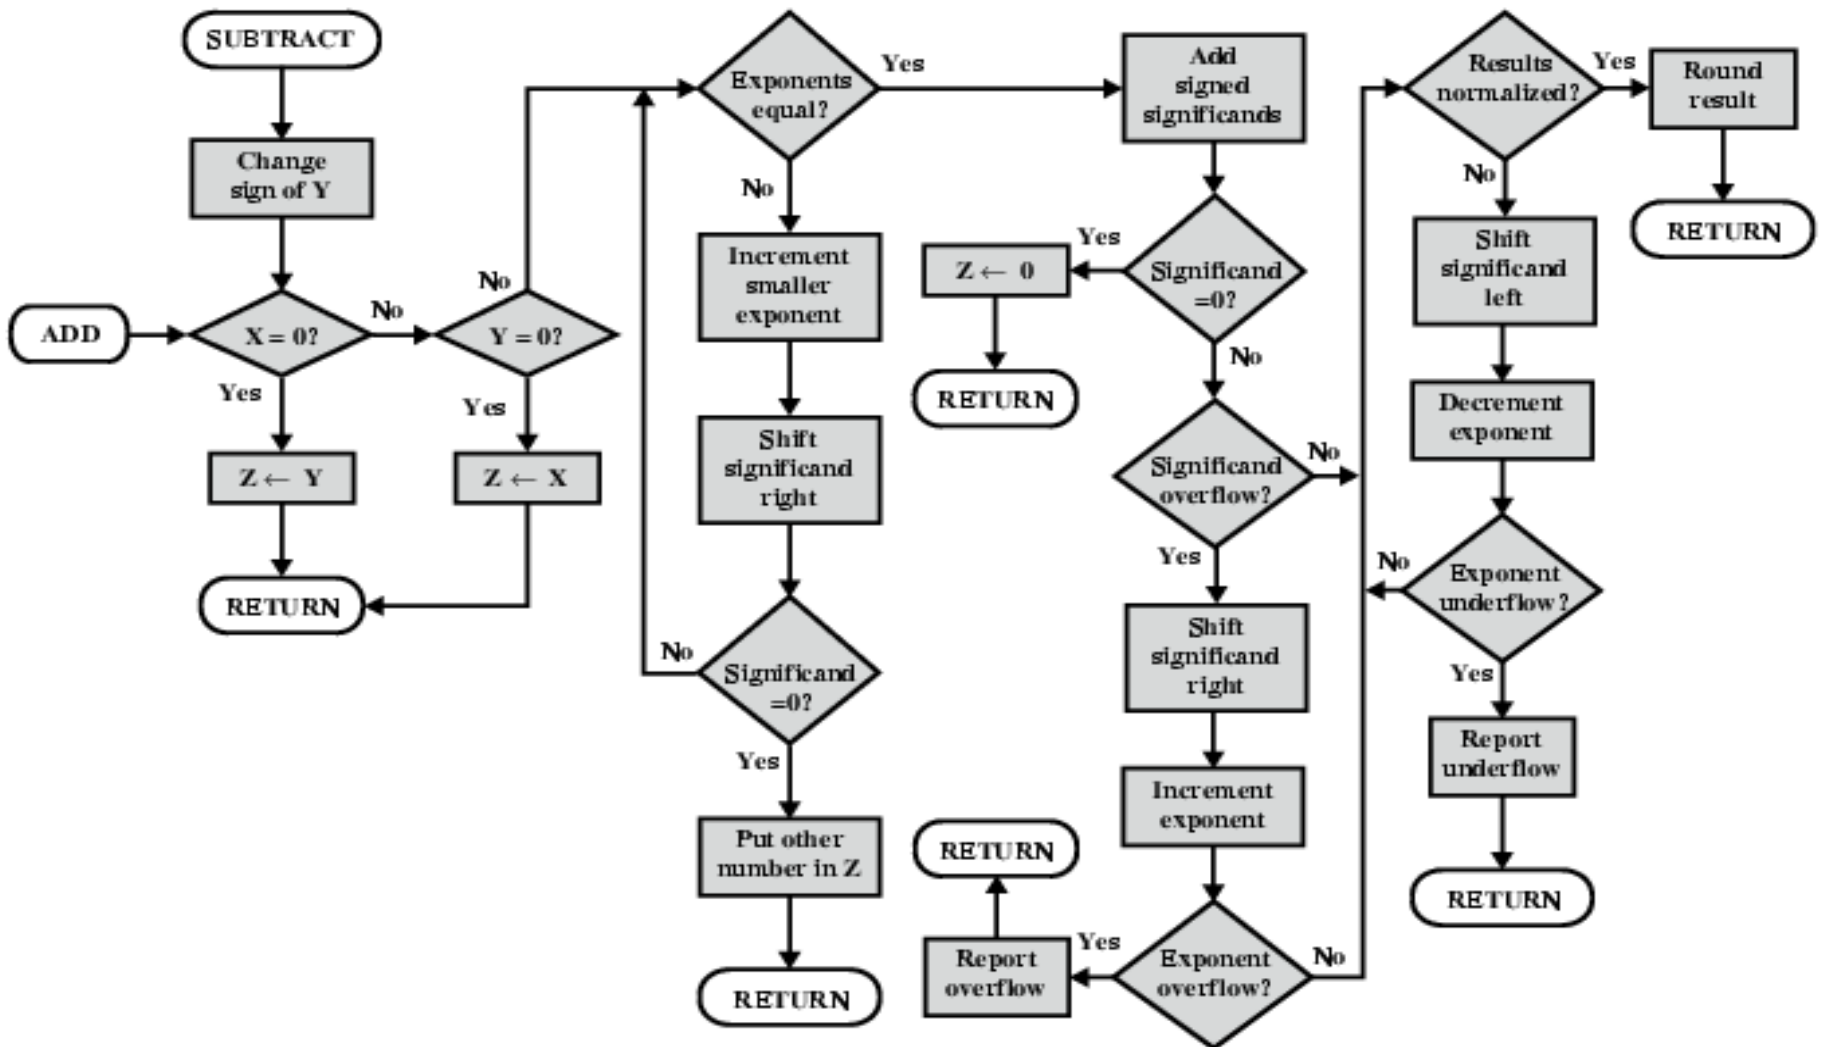 SUBTRACT
Change
sign of Y
ADD
X = 0?
No
Yes
Z ← Y
RETURN
Y = 0?
No
Yes
Z ← X
Exponents
equal?
Yes
No
Increment
smaller
exponent
Shift
significand
right
Significand
=0?
No
Yes
Put other
number in Z
RETURN
Add
signed
significands
Significand
=0?
Yes
Z ← 0
RETURN
No
Significand
overflow?
No
Yes
Shift
significand
right
Increment
exponent
Exponent
overflow?
Yes
Report
overflow
RETURN
No
Results
normalized?
Yes
Round
result
RETURN
No
Shift
significand
left
Decrement
exponent
Exponent
underflow?
No
Yes
Report
underflow
RETURN